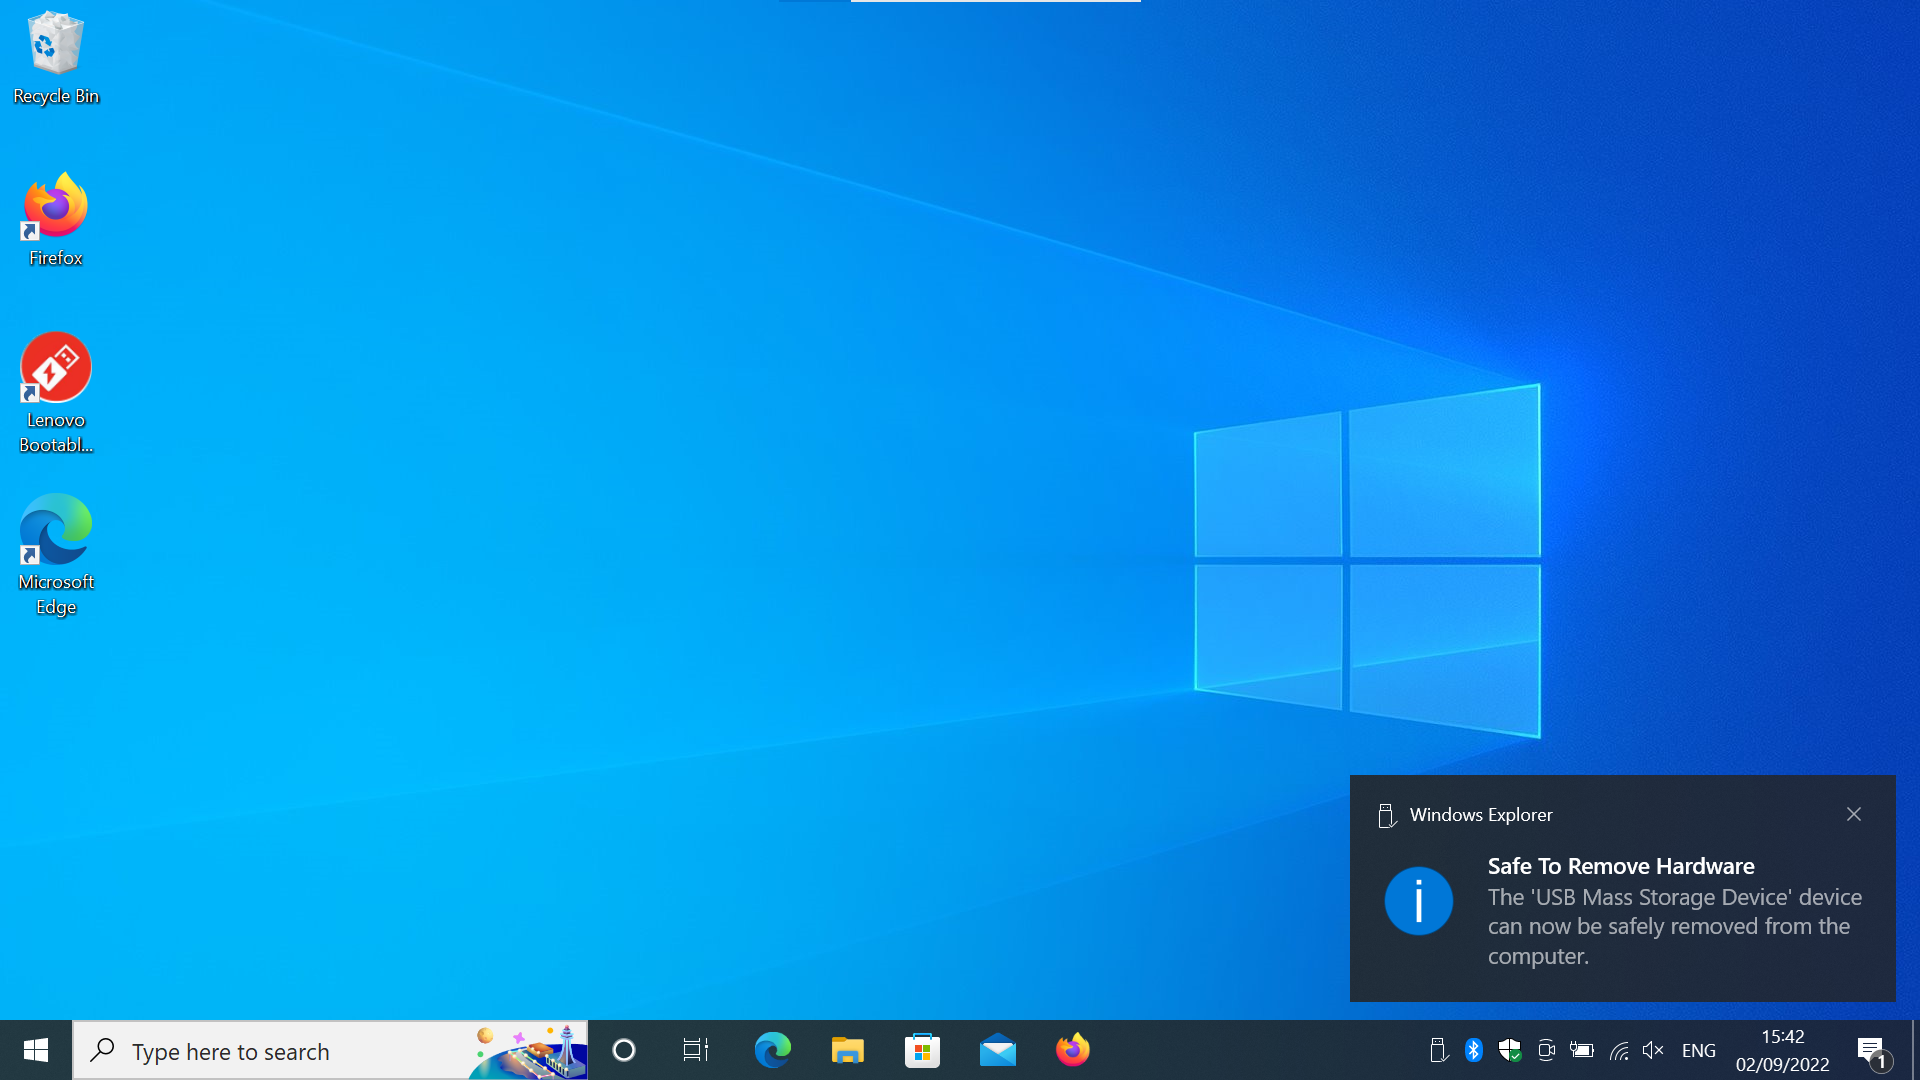 Recycle Bin
Firefox
Lenovo
Bootabl...
Microsoft
Edge
Windows Explorer
Safe To Remove Hardware
The 'USB Mass Storage Device' device
can now be safely removed from the
computer.
Type here to search
ENG
15:42
02/09/2022
1